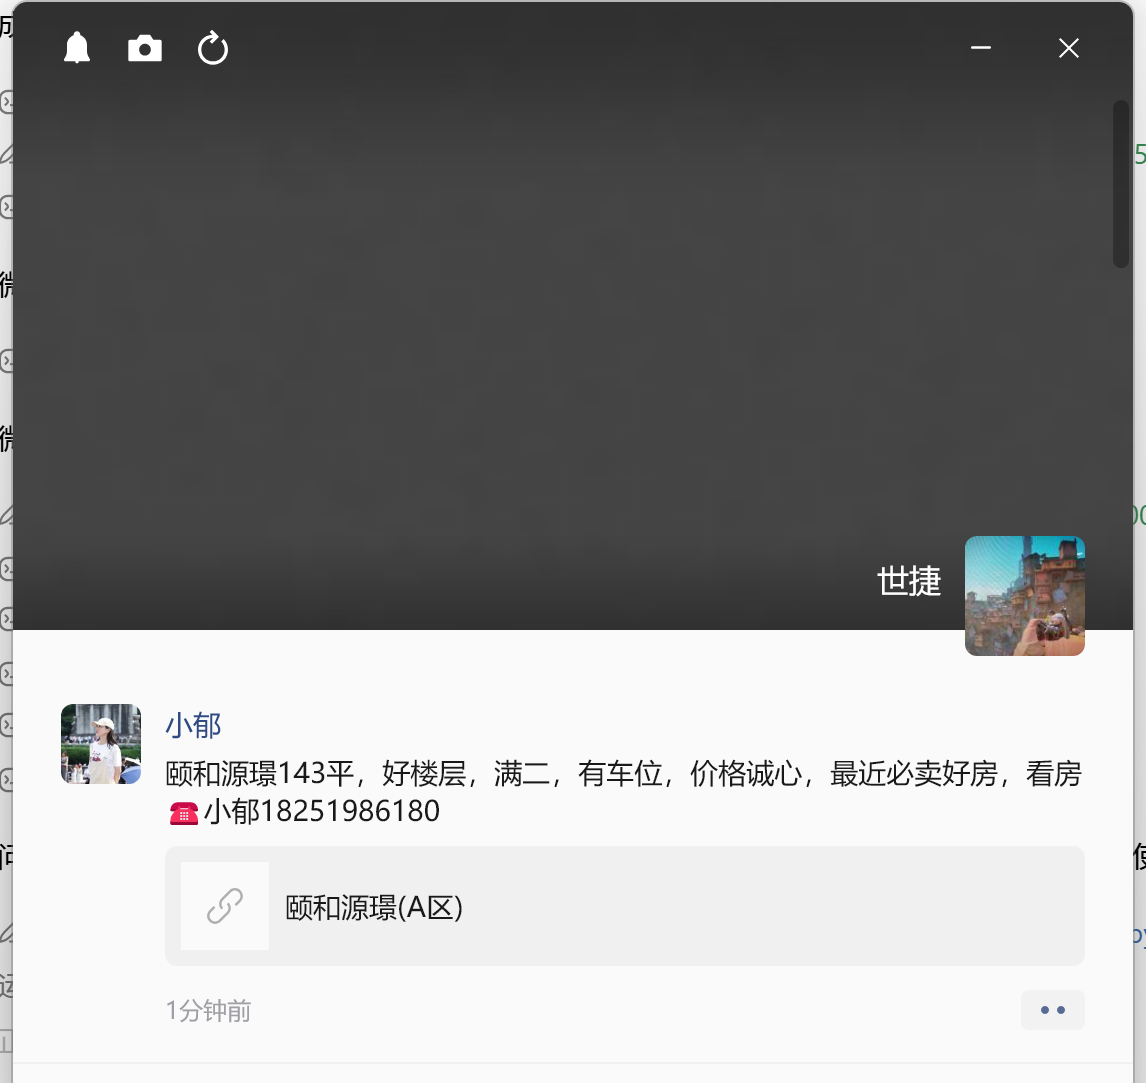 世捷
小郁
颐和源璟143平，好楼层，满二，有车位，价格诚心，最近必卖好房，看房
☎️小郁18251986180
颐和源璟(A区)
1分钟前